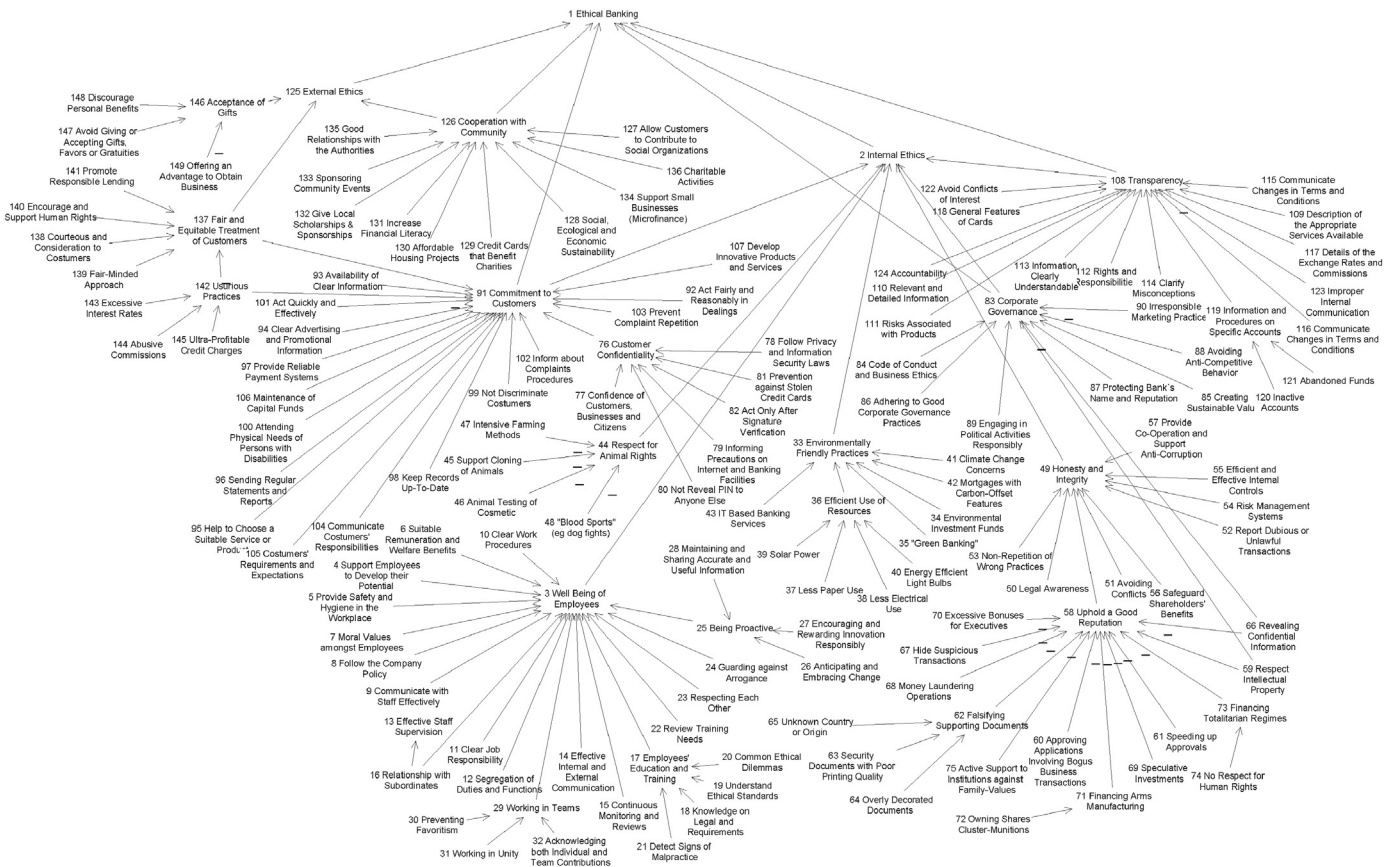 1 Ethical Banking
125 External Ethics
148 Discourage
Personal Benefits
146 Acceptance of
Gifts
147 Avoid Giving or
Accepting Gifts,
Favors or Gratuities
149 Offering an
Advantage to Obtain
Business
126 Cooperation with
Community
135 Good
Relationships with
the Authorities
127 Allow Customers
to Contribute to
Social Organizations
133 Sponsoring
Community Events
136 Charitable
Activities
132 Give Local
Scholarships &
Sponsorships
131 Increase
Financial Literacy
130 Affordable
Housing Projects
129 Credit Cards
that Benefit
Charities
128 Social,
Ecological and
Economic
Sustainability
134 Support Small
Businesses
(Microfinance)
141 Promote
Responsible Lending
140 Encourage and
Support Human Rights
137 Fair and
Equitable Treatment
of Customers
138 Courteous and
Consideration to
Costumers
139 Fair-Minded
Approach
142 Usurious
Practices
143 Excessive
Interest Rates
144 Abusive
Commissions
145 Ultra-Profitable
Credit Charges
2 Internal Ethics
108 Transparency
122 Avoid Conflicts
of Interest
118 General Features
of Cards
115 Communicate
Changes in Terms and
Conditions
109 Description of
the Appropriate
Services Available
117 Details of the
Exchange Rates and
Commissions
123 Improper
Internal
Communication
116 Communicate
Changes in Terms and
Conditions
124 Accountability
110 Relevant and
Detailed Information
113 Information
Clearly
Understandable
112 Rights and
Responsibilitie
114 Clarify
Misconceptions
111 Risks Associated
with Products
119 Information and
Procedures on
Specific Accounts
121 Abandoned Funds
120 Inactive
Accounts
93 Availability of
Clear Information
91 Commitment to
Customers
107 Develop
Innovative Products
and Services
101 Act Quickly and
Effectively
92 Act Fairly and
Reasonably in
Dealings
94 Clear Advertising
and Promotional
Information
103 Prevent
Complaint Repetition
97 Provide Reliable
Payment Systems
102 Inform about
Complaints
Procedures
106 Maintenance of
Capital Funds
99 Not Discriminate
Costumers
100 Attending
Physical Needs of
Persons with
Disabilities
96 Sending Regular
Statements and
Reports
98 Keep Records
Up-To-Date
95 Help to Choose a
Suitable Service or
105 Costumers'
Requirements and
Expectations
104 Communicate
Costumers'
Responsibilities
76 Customer
Confidentiality
78 Follow Privacy
and Information
Security Laws
81 Prevention
against Stolen
Credit Cards
77 Confidence of
Customers,
Businesses and
Citizens
82 Act Only After
Signature
Verification
79 Informing
Precautions on
Internet and Banking
Facilities
80 Not Reveal PIN to
Anyone Else
83 Corporate
Governance
90 Irresponsible
Marketing Practice
84 Code of Conduct
and Business Ethics
88 Avoiding
Anti-Competitive
Behavior
86 Adhering to Good
Corporate Governance
Practices
87 Protecting Bank´s
Name and Reputation
85 Creating
Sustainable Valu
89 Engaging in
Political Activities
Responsibly
47 Intensive Farming
Methods
44 Respect for
Animal Rights
45 Support Cloning
of Animals
46 Animal Testing of
Cosmetic
48 "Blood Sports"
(eg dog fights)
33 Environmentally
Friendly Practices
41 Climate Change
Concerns
42 Mortgages with
Carbon-Offset
Features
43 IT Based Banking
Services
36 Efficient Use of
Resources
34 Environmental
Investment Funds
35 "Green Banking"
39 Solar Power
37 Less Paper Use
38 Less Electrical
Use
40 Energy Efficient
Light Bulbs
57 Provide
Co-Operation and
Support
Anti-Corruption
49 Honesty and
Integrity
55 Efficient and
Effective Internal
Controls
54 Risk Management
Systems
52 Report Dubious or
Unlawful
Transactions
53 Non-Repetition of
Wrong Practices
50 Legal Awareness
51 Avoiding
Conflicts
56 Safeguard
Shareholders'
Benefits
6 Suitable
Remuneration and
Welfare Benefits
10 Clear Work
Procedures
4 Support Employees
to Develop their
Potential
3 Well Being of
Employees
5 Provide Safety and
Hygiene in the
Workplace
7 Moral Values
amongst Employees
8 Follow the Company
Policy
9 Communicate with
Staff Effectively
13 Effective Staff
Supervision
16 Relationship with
Subordinates
11 Clear Job
Responsibility
12 Segregation of
Duties and Functions
14 Effective
Internal and
External
Communication
29 Working in Teams
30 Preventing
Favoritism
31 Working in Unity
32 Acknowledging
both Individual and
Team Contributions
15 Continuous
Monitoring and
Reviews
17 Employees'
Education and
Training
20 Common Ethical
Dilemmas
19 Understand
Ethical Standards
18 Knowledge on
Legal and
Requirements
21 Detect Signs of
Malpractice
22 Review Training
Needs
23 Respecting Each
Other
24 Guarding against
Arrogance
28 Maintaining and
Sharing Accurate and
Useful Information
25 Being Proactive
27 Encouraging and
Rewarding Innovation
Responsibly
26 Anticipating and
Embracing Change
58 Uphold a Good
Reputation
70 Excessive Bonuses
for Executives
67 Hide Suspicious
Transactions
68 Money Laundering
Operations
66 Revealing
Confidential
Information
59 Respect
Intellectual
Property
73 Financing
Totalitarian Regimes
74 No Respect for
Human Rights
61 Speeding up
Approvals
69 Speculative
Investments
60 Approving
Applications
Involving Bogus
Business
Transactions
71 Financing Arms
Manufacturing
72 Owning Shares
Cluster-Munitions
75 Active Support to
Institutions against
Family-Values
62 Falsifying
Supporting Documents
65 Unknown Country
or Origin
63 Security
Documents with Poor
Printing Quality
64 Overly Decorated
Documents